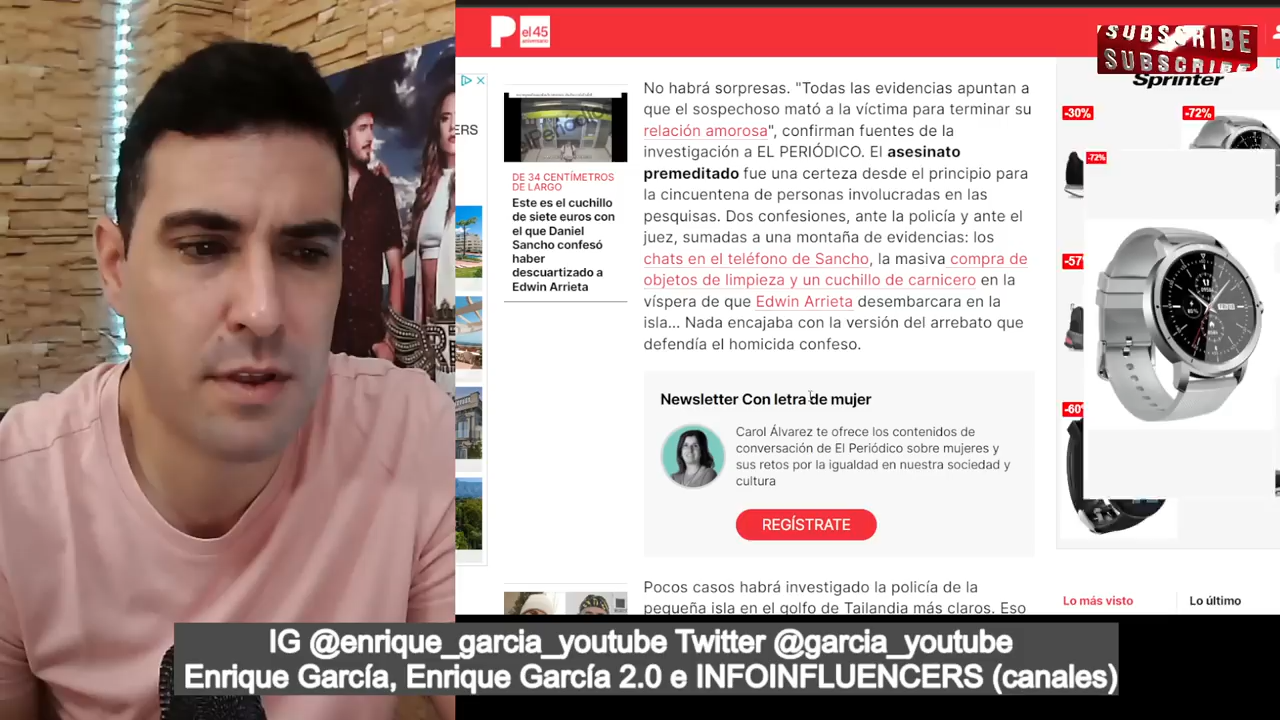 el 45
aniversario
SUBSCRIBE
SUBSCRIBE
Sprinter
-30%
-72%
-72%
-57
-60
ERS
DE 34 CENTÍMETROS
DE LARGO
Este es el cuchillo
de siete euros con
el que Daniel
Sancho confesó
haber
descuartizado a
Edwin Arrieta
No habrá sorpresas. "Todas las evidencias apuntan a
que el sospechoso mató a la víctima para terminar su
relación amorosa", confirman fuentes de la
investigación a EL PERIÓDICO. El asesinato
premeditado fue una certeza desde el principio para
la cincuentena de personas involucradas en las
pesquisas. Dos confesiones, ante la policía y ante el
juez, sumadas a una montaña de evidencias: los
chats en el teléfono de Sancho, la masiva compra de
objetos de limpieza y un cuchillo de carnicero en la
víspera de que Edwin Arrieta desembarcara en la
isla... Nada encajaba con la versión del arrebato que
defendía el homicida confeso.
Newsletter Con letra de mujer
Carol Álvarez te ofrece los contenidos de
conversación de El Periódico sobre mujeres y
sus retos por la igualdad en nuestra sociedad y
cultura
REGÍSTRATE
Pocos casos habrá investigado la policía de la
pequeña isla en el golfo de Tailandia más claros. Eso
Lo más visto
Lo último
IG @enrique_garcia_youtube Twitter @garcia_youtube
Enrique García, Enrique García 2.0 e INFOINFLUENCERS (canales)